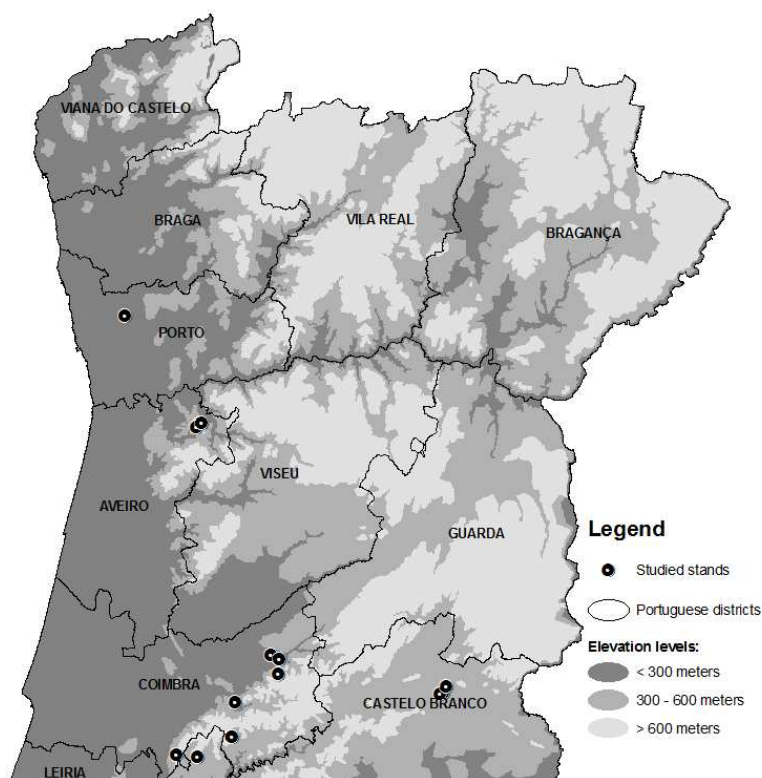 VIANA DO CASTELO
BRAGA
VILA REAL
BRAGANÇA
PORTO
VISEU
AVEIRO
GUARDA
Legend
Studied stands
Portuguese districts
Elevation levels:
< 300 meters
300 - 600 meters
> 600 meters
COIMBRA
CASTELO BRANCO
LEIRIA